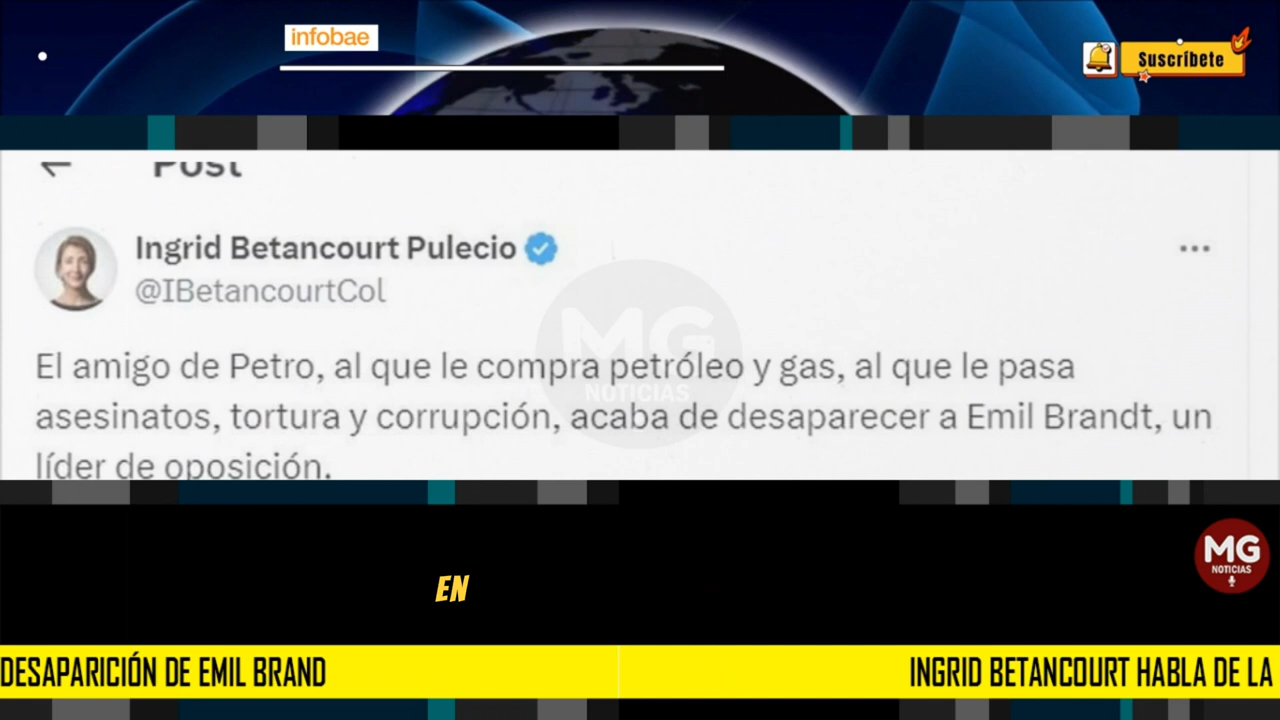 infobae
Suscríbete
Post
Ingrid Betancourt Pulecio
@IBetancourtCol
El amigo de Petro, al que le compra petróleo y gas, al que le pasa
asesinatos, tortura y corrupción, acaba de desaparecer a Emil Brandt, un
líder de oposición.
MG
NOTICIAS
MG
NOTICIAS
EN
DESAPARICIÓN DE EMIL BRAND
INGRID BETANCOURT HABLA DE LA